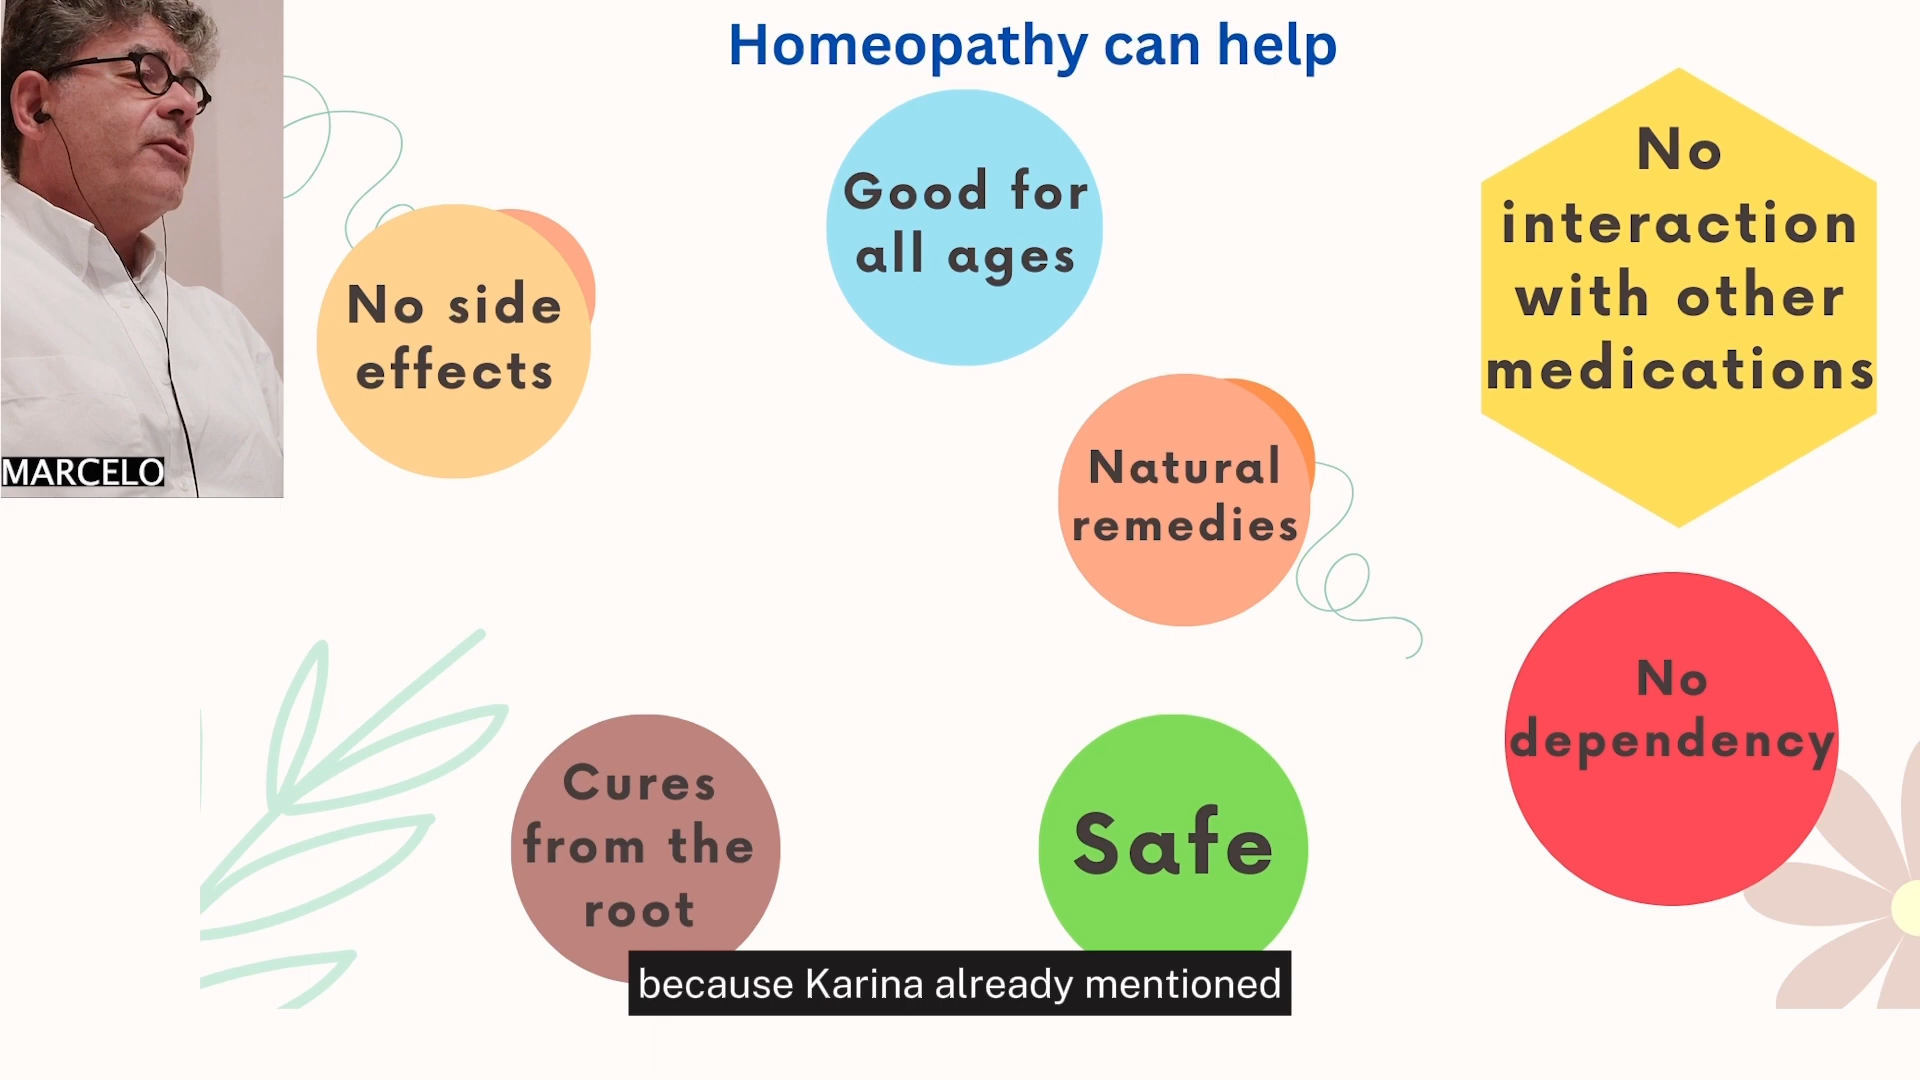 Homeopathy can help
MARCELO
No side
effects
Good for
all ages
No
interaction
with other
medications
Natural
remedies
No
dependency
Cures
from the
root
Safe
because Karina already mentioned